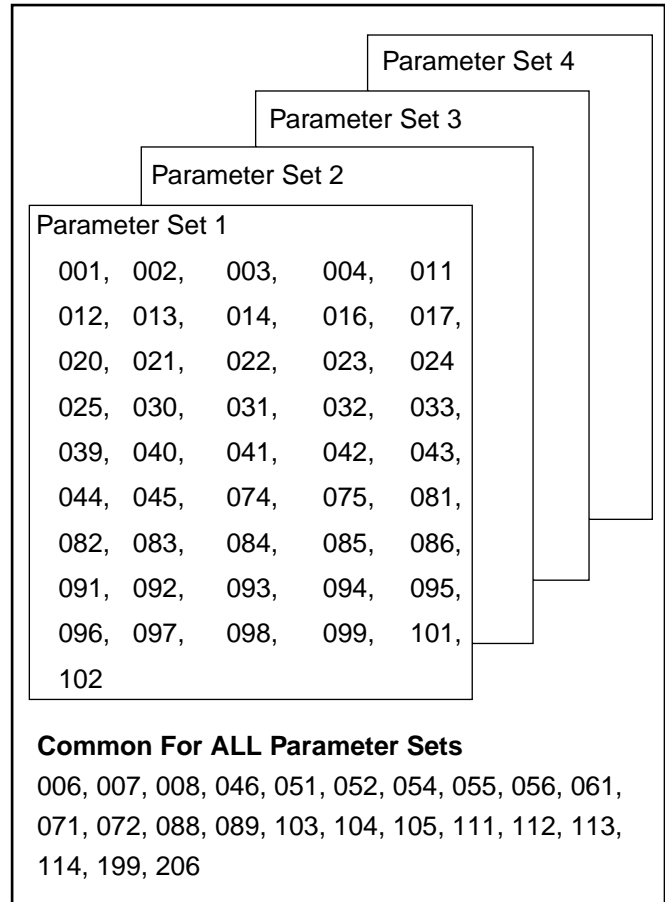 Parameter Set 4
Parameter Set 3
Parameter Set 2
Parameter Set 1
001, 002, 003, 004, 011
012, 013, 014, 016, 017,
020, 021, 022, 023, 024
025, 030, 031, 032, 033,
039, 040, 041, 042, 043,
044, 045, 074, 075, 081,
082, 083, 084, 085, 086,
091, 092, 093, 094, 095,
096, 097, 098, 099, 101,
102
Common For ALL Parameter Sets
006, 007, 008, 046, 051, 052, 054, 055, 056, 061,
071, 072, 088, 089, 103, 104, 105, 111, 112, 113,
114, 199, 206